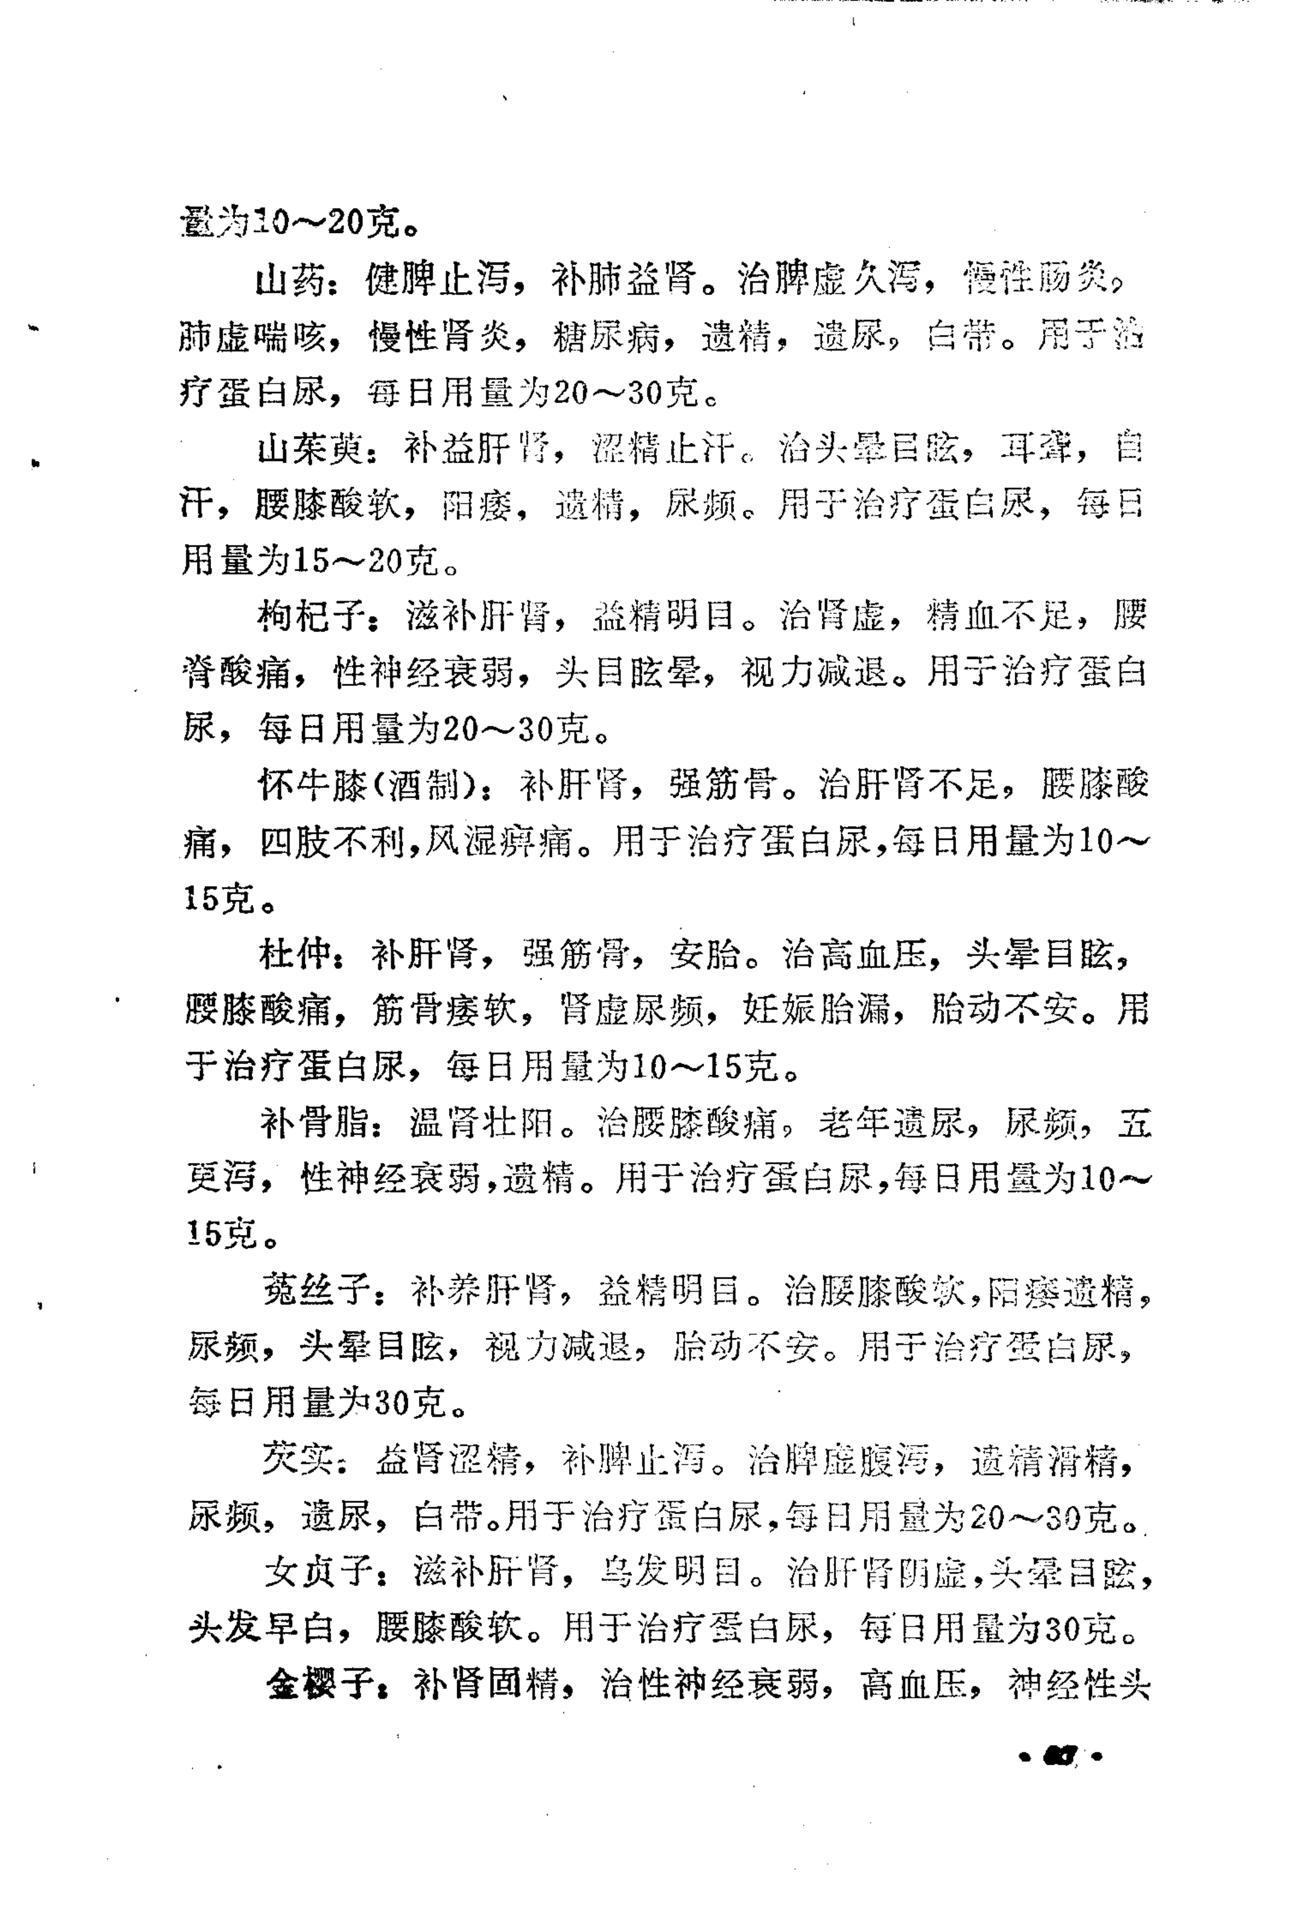 量为10～20克。
山药：健脾止泻，补肺益肾。治脾虚久泻，慢性肠炎，
肺虚喘咳，慢性肾炎，糖尿病，遗精，遗尿，白带。用于治
疗蛋白尿，每日用量为20～30克。
山茱萸：补益肝肾，涩精止汗。治头晕目眩，耳聋，自
汗，腰膝酸软，阳痿，遗精，尿频。用于治疗蛋白尿，每日
用量为15～20克。
枸杞子：滋补肝肾，益精明目。治肾虚，精血不足，腰
脊酸痛，性神经衰弱，头目眩晕，视力减退。用于治疗蛋白
尿，每日用量为20～30克。
怀牛膝（酒制）：补肝肾，强筋骨。治肝肾不足，腰膝酸
痛，四肢不利，风湿痹痛。用于治疗蛋白尿，每日用量为10～
15克。
杜仲：补肝肾，强筋骨，安胎。治高血压，头晕目眩，
腰膝酸痛，筋骨痿软，肾虚尿频，妊娠胎漏，胎动不安。用
于治疗蛋白尿，每日用量为10～15克。
补骨脂：温肾壮阳。治腰膝酸痛，老年遗尿，尿频，五
更泻，性神经衰弱，遗精。用于治疗蛋白尿，每日用量为10～
15克。
菟丝子：补养肝肾，益精明目。治腰膝酸软，阳痿遗精，
尿频，头晕目眩，视力减退，胎动不安。用于治疗蛋白尿，
每日用量为30克。
芡实：益肾涩精，补脾止泻。治脾虚腹泻，遗精滑精，
尿频，遗尿，白带。用于治疗蛋白尿，每日用量为20～30克。
女贞子：滋补肝肾，乌发明目。治肝肾阴虚，头晕目眩，
头发早白，腰膝酸软。用于治疗蛋白尿，每日用量为30克。
金樱子：补肾固精，治性神经衰弱，高血压，神经性头